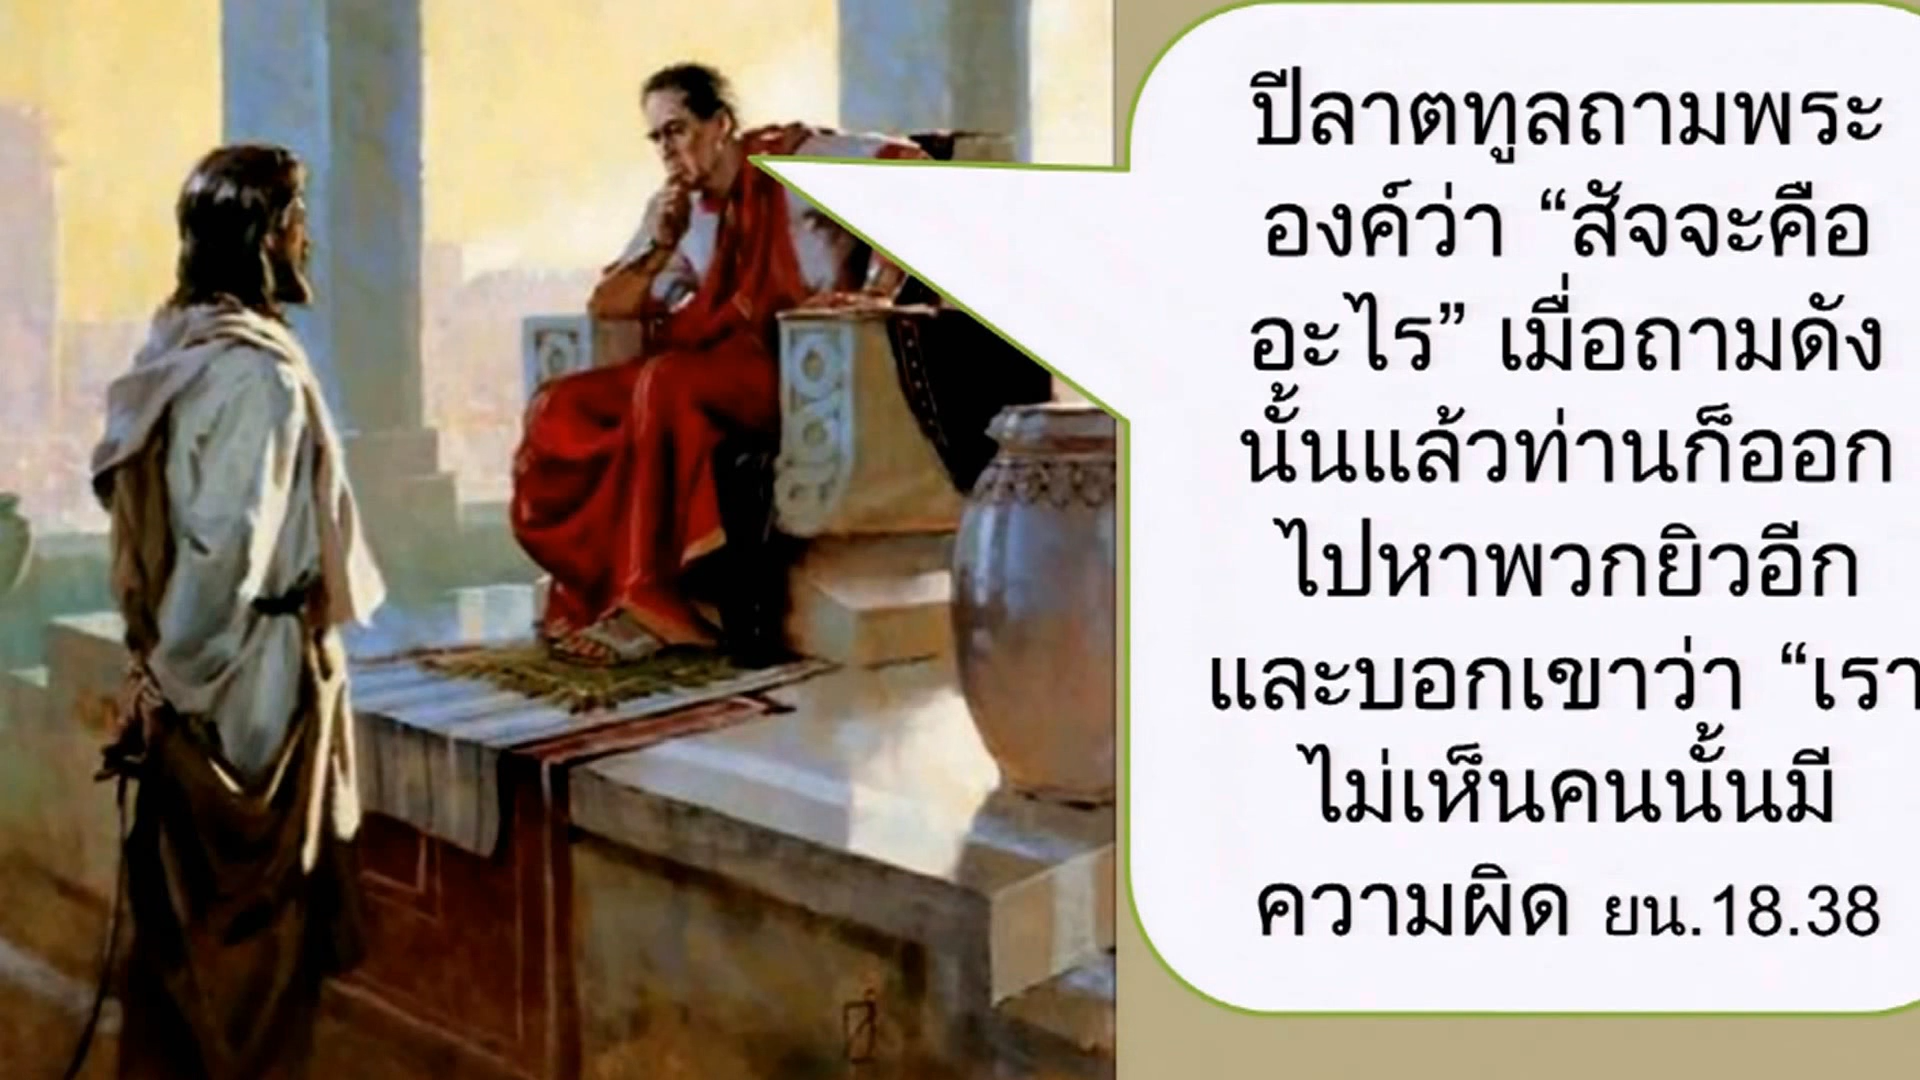 ปีลาตทูลถามพระ
องค์ว่า “สัจจะคือ
อะไร” เมื่อถามดัง
นั้นแล้วท่านก็ออก
ไปหาพวกยิวอีก
และบอกเขาว่า “เรา
ไม่เห็นคนนั้นมี
ความผิด ยน.18.38